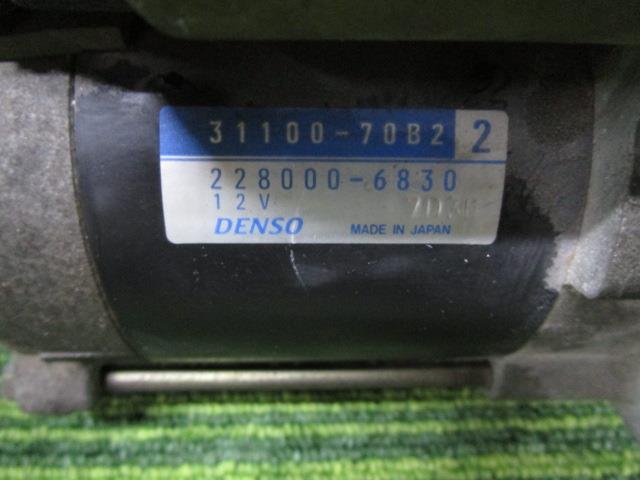 31100-70B2 2
228000-6830
12V
DENSO MADE IN JAPAN